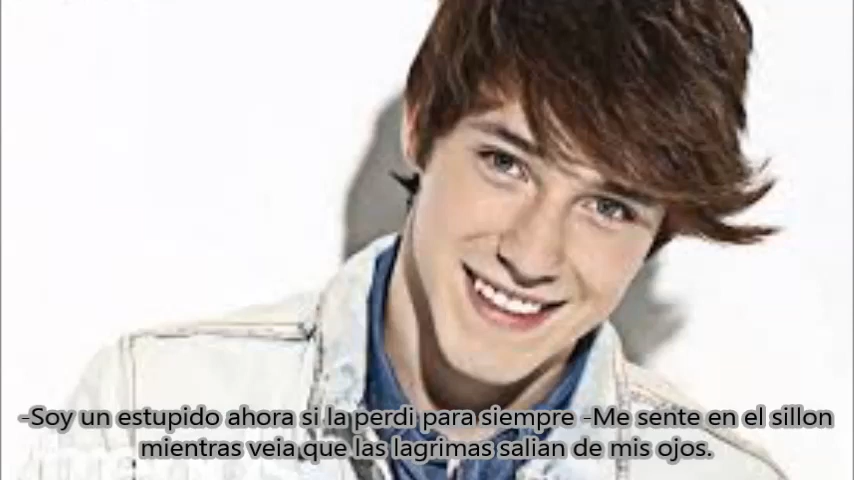 -Soy un estupido ahora si la perdi para siempre -Me sente en el sillon
mientras veia que las lagrimas salian de mis ojos.